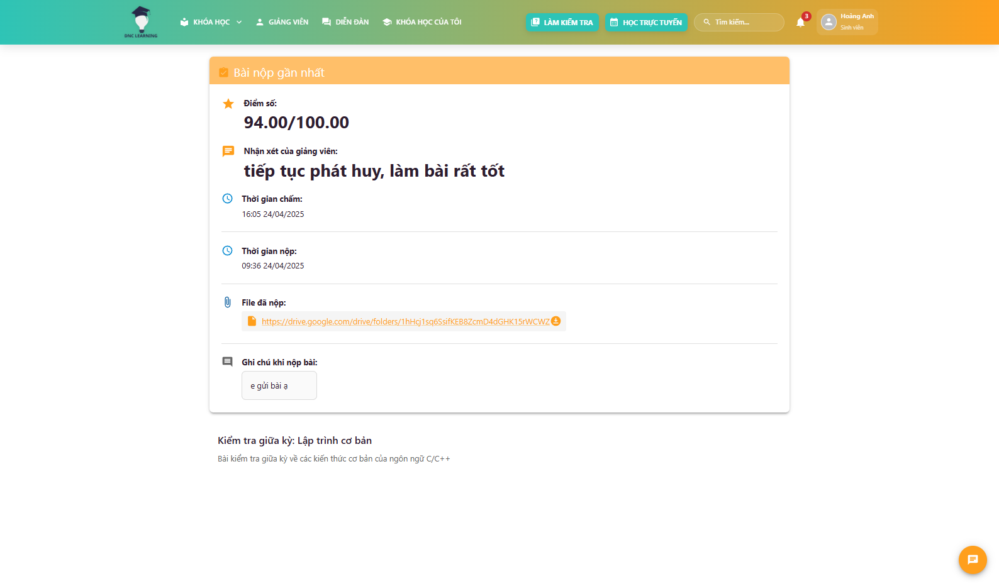 DNC LEARNING
KHÓA HỌC
GIẢNG VIÊN
DIỄN ĐÀN
KHÓA HỌC CỦA TÔI
LÀM KIỂM TRA
HỌC TRỰC TUYẾN
Tìm kiếm...
3
Hoàng Anh
Sinh viên
Bài nộp gần nhất
Điểm số:
94.00/100.00
Nhận xét của giảng viên:
tiếp tục phát huy, làm bài rất tốt
Thời gian chấm:
16:05 24/04/2025
Thời gian nộp:
09:36 24/04/2025
File đã nộp:
https://drive.google.com/drive/folders/1hHcj1sq6SsifKEB8ZcmD4dGHK15rWCWZ
Ghi chú khi nộp bài:
e gửi bài ạ
Kiểm tra giữa kỳ: Lập trình cơ bản
Bài kiểm tra giữa kỳ về các kiến thức cơ bản của ngôn ngữ C/C++